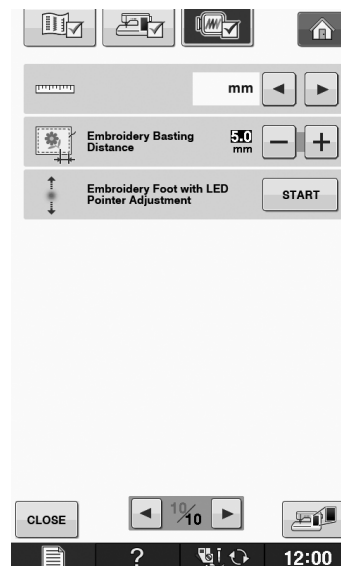 mm
Embroidery Basting
Distance
5.0
mm
Embroidery Foot with LED
Pointer Adjustment
START
CLOSE
10/10
?
12:00